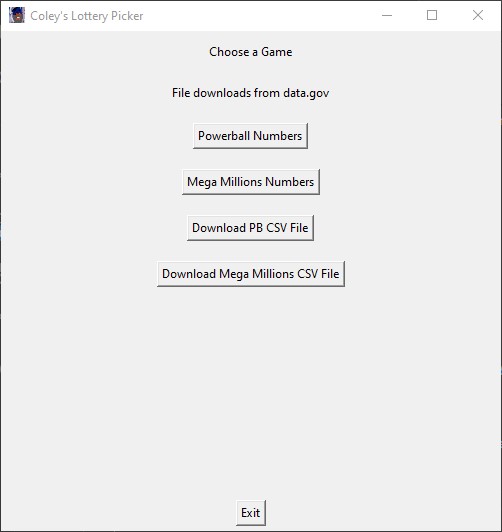 Coley's Lottery Picker
Choose a Game
File downloads from data.gov
Powerball Numbers
Mega Millions Numbers
Download PB CSV File
Download Mega Millions CSV File
Exit